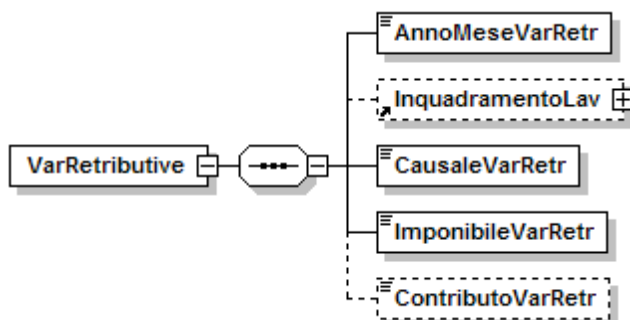 AnnoMeseVarRetr
InquadramentoLav
VarRetributive
CausaleVarRetr
ImponibileVarRetr
ContributoVarRetr